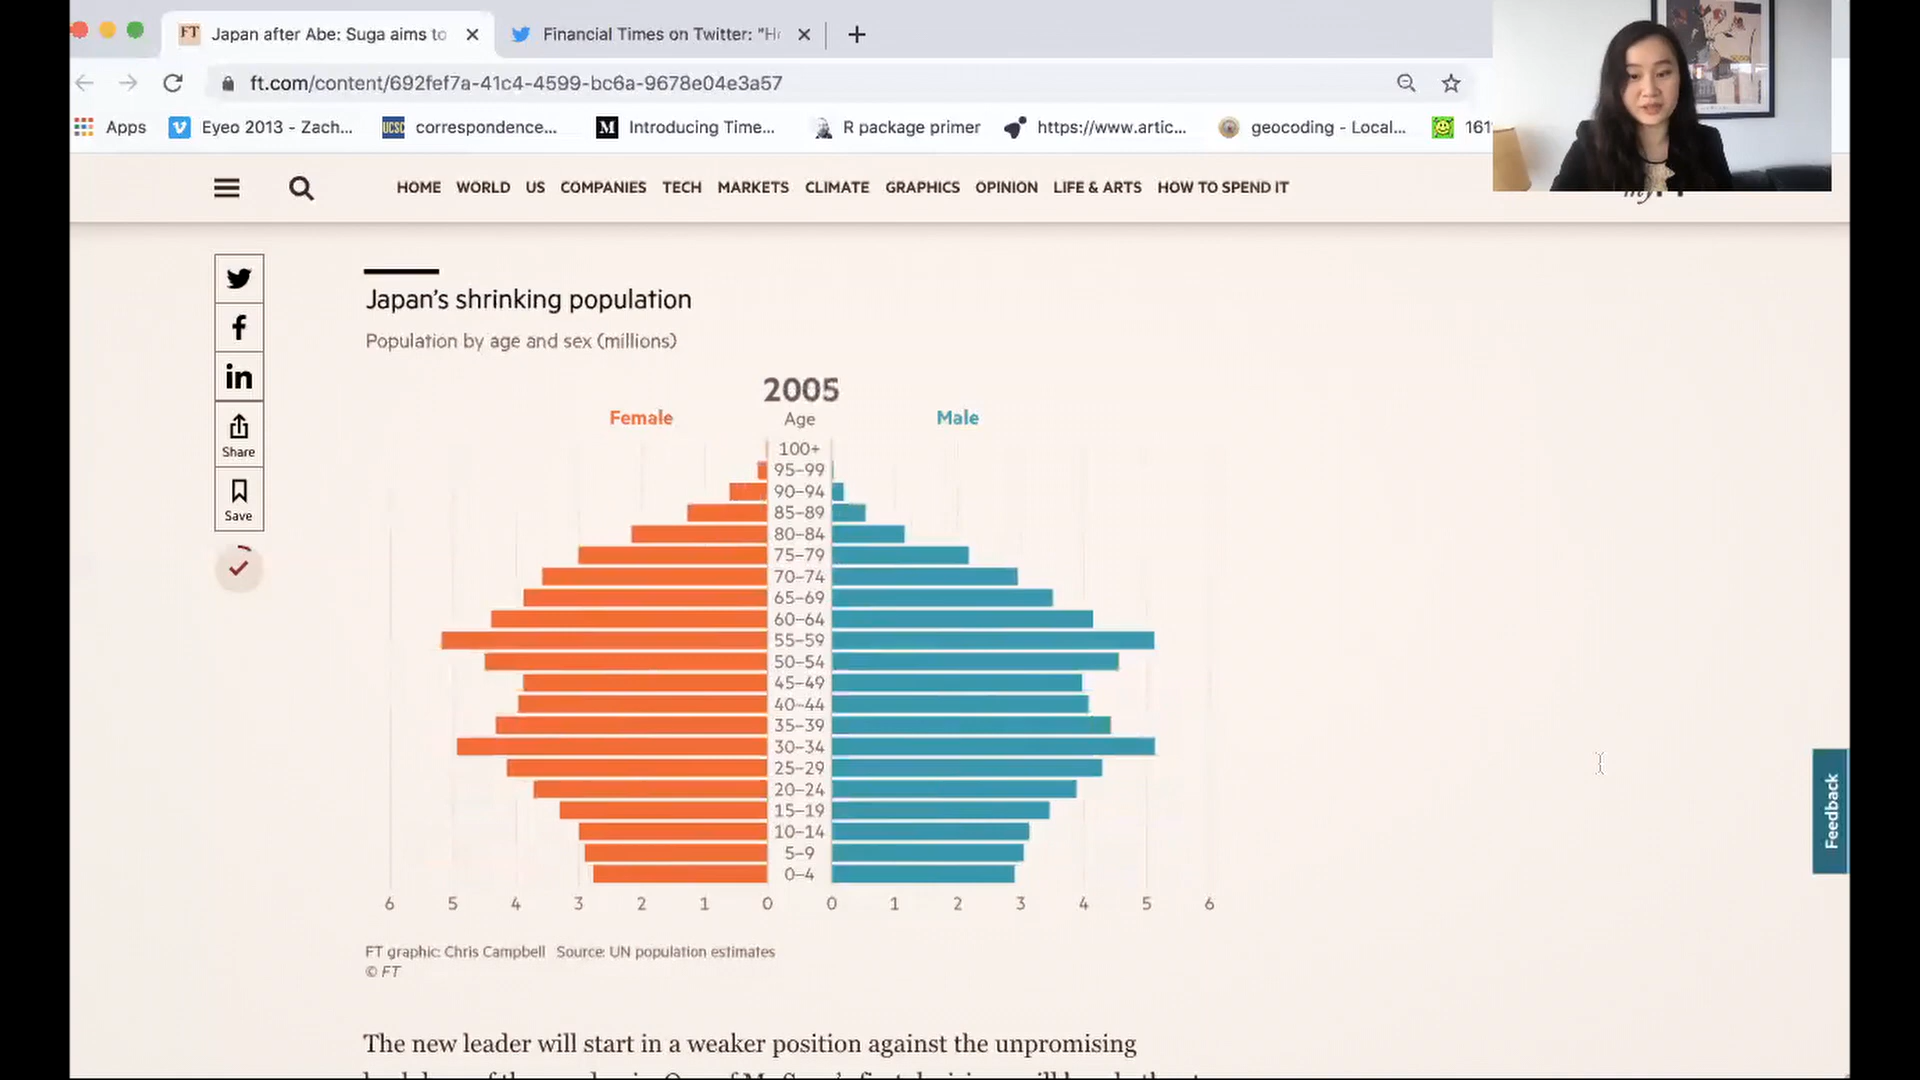 FT Japan after Abe: Suga aims to
Financial Times on Twitter: "H
ft.com/content/692fef7a-41c4-4599-bc6a-9678e04e3a57
Apps
Eyeo 2013 - Zach...
UCSC correspondence...
M Introducing Time...
R package primer
https://www.artic...
geocoding - Local...
161
HOME WORLD US COMPANIES TECH MARKETS CLIMATE GRAPHICS OPINION LIFE & ARTS HOW TO SPEND IT
f
in
Share
Save
Japan's shrinking population
Population by age and sex (millions)
2005
Female Age Male
100+
95–99
90–94
85–89
80–84
75–79
70–74
65–69
60–64
55–59
50–54
45–49
40–44
35–39
30–34
25–29
20–24
15–19
10–14
5–9
0–4
6 5 4 3 2 1 0 0 1 2 3 4 5 6
FT graphic: Chris Campbell Source: UN population estimates
© FT
The new leader will start in a weaker position against the unpromising
Feedback